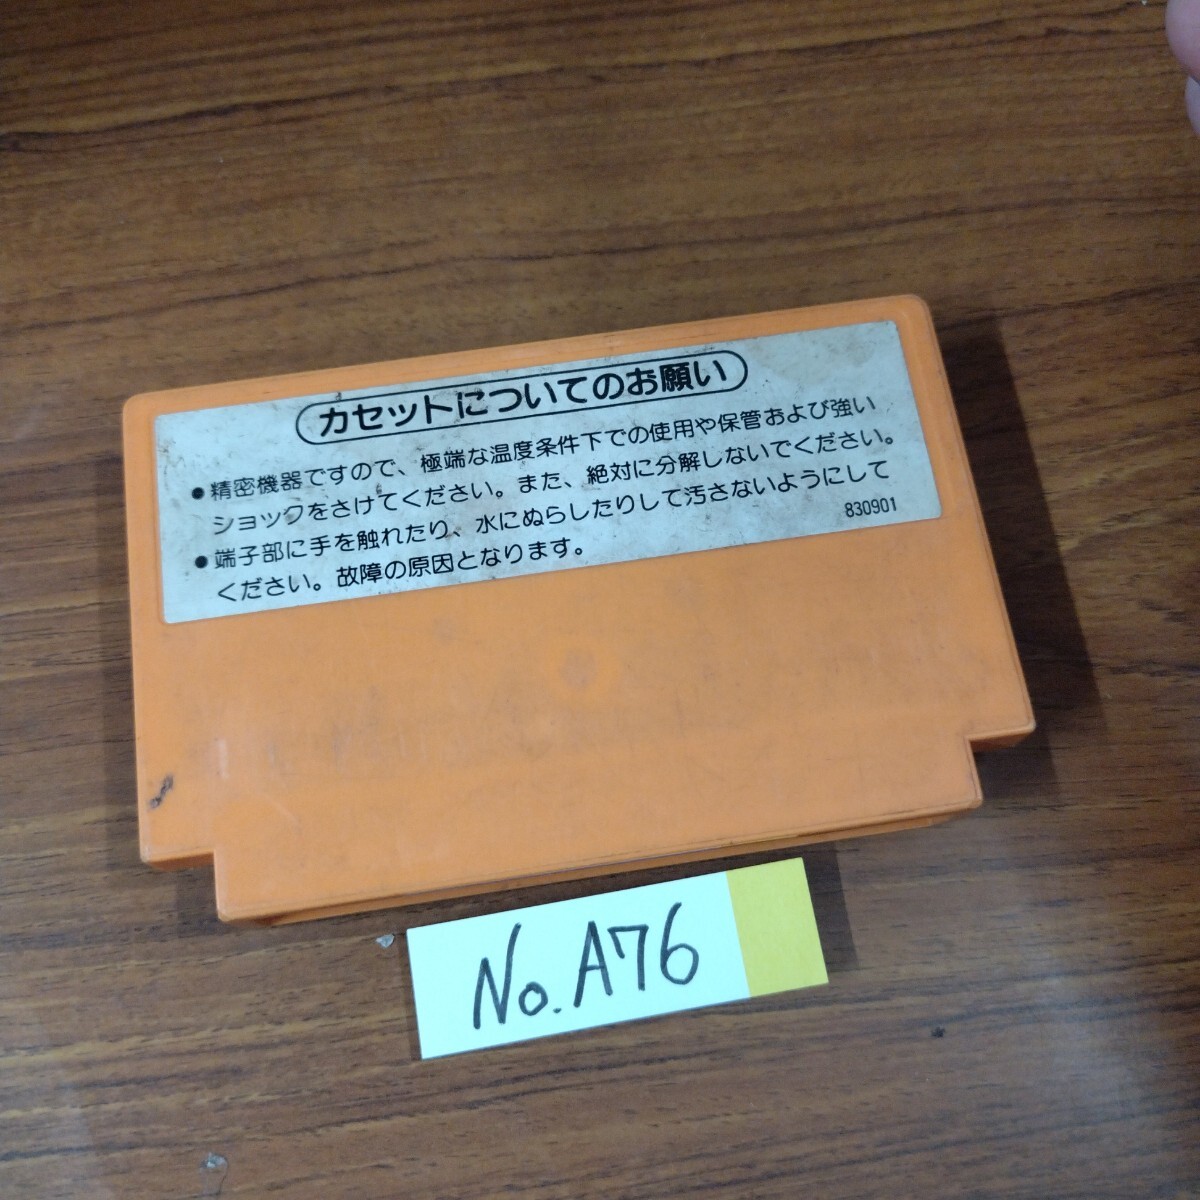 カセットについてのお願い
●精密機器ですので、極端な温度条件下での使用や保管および強い
ショックをさけてください。また、絶対に分解しないでください。
●端子部に手を触れたり、水にぬらしたりして汚さないようにして
ください。故障の原因となります。
830901
No. A76